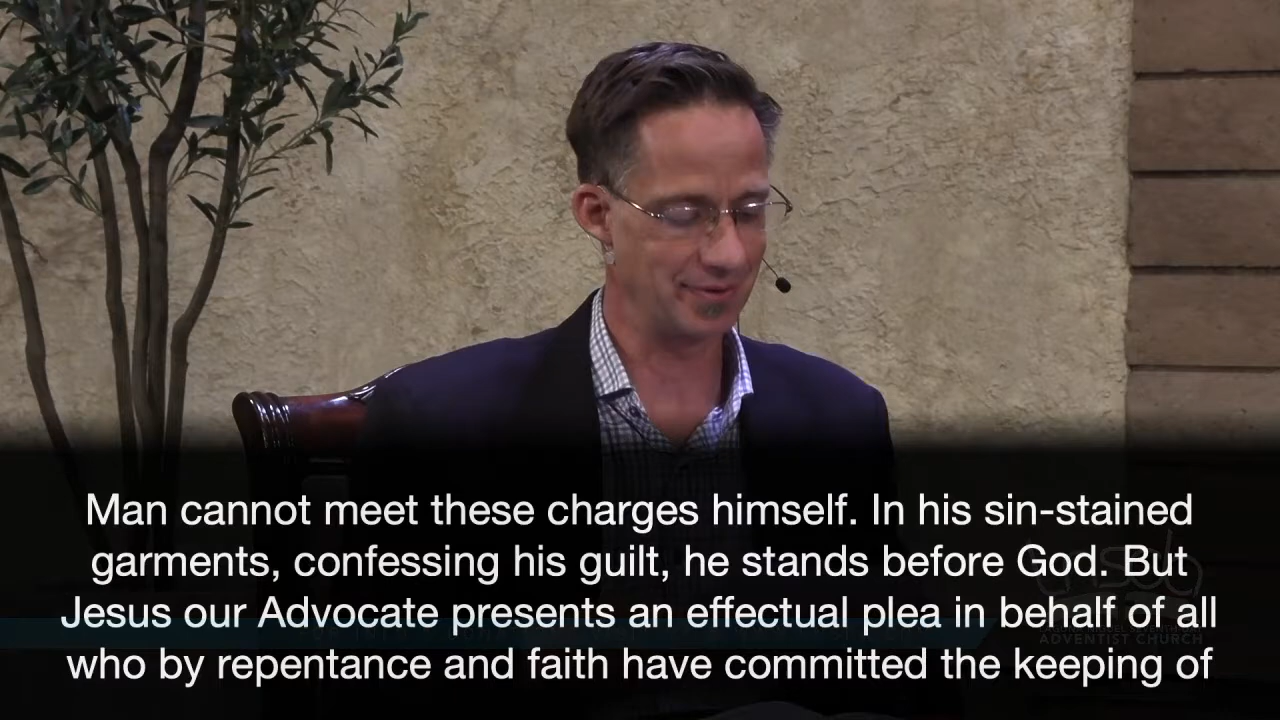 Man cannot meet these charges himself. In his sin-stained
garments, confessing his guilt, he stands before God. But
Jesus our Advocate presents an effectual plea in behalf of all
who by repentance and faith have committed the keeping of
ADVENTIST CHURCH